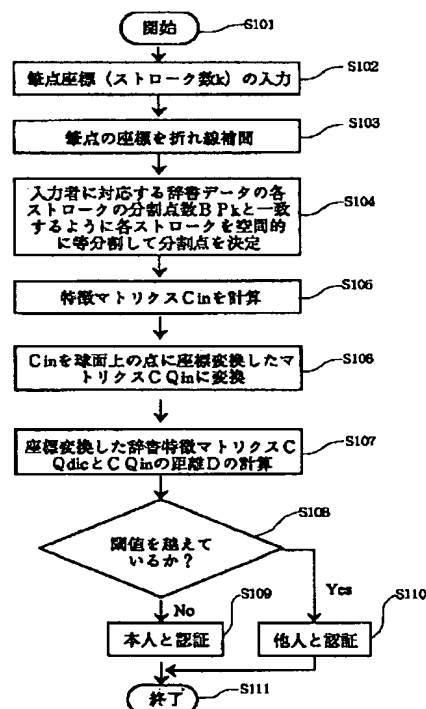 開始
S101
筆点座標（ストローク数k）の入力
S102
筆点の座標を折れ線補間
S103
入力者に対応する辞書データの各
ストロークの分割点数BPkと一致
するように各ストロークを空間的
に等分割して分割点を決定
S104
特徴マトリクスCinを計算
S105
Cinを球面上の点に座標変換したマ
トリクスCQinに変換
S106
座標変換した辞書特徴マトリクスC
QdicとCQinの距離Dの計算
S107
閾値を越えて
いるか？
S108
No
Yes
本人と認証
S109
他人と認証
S110
終了
S111